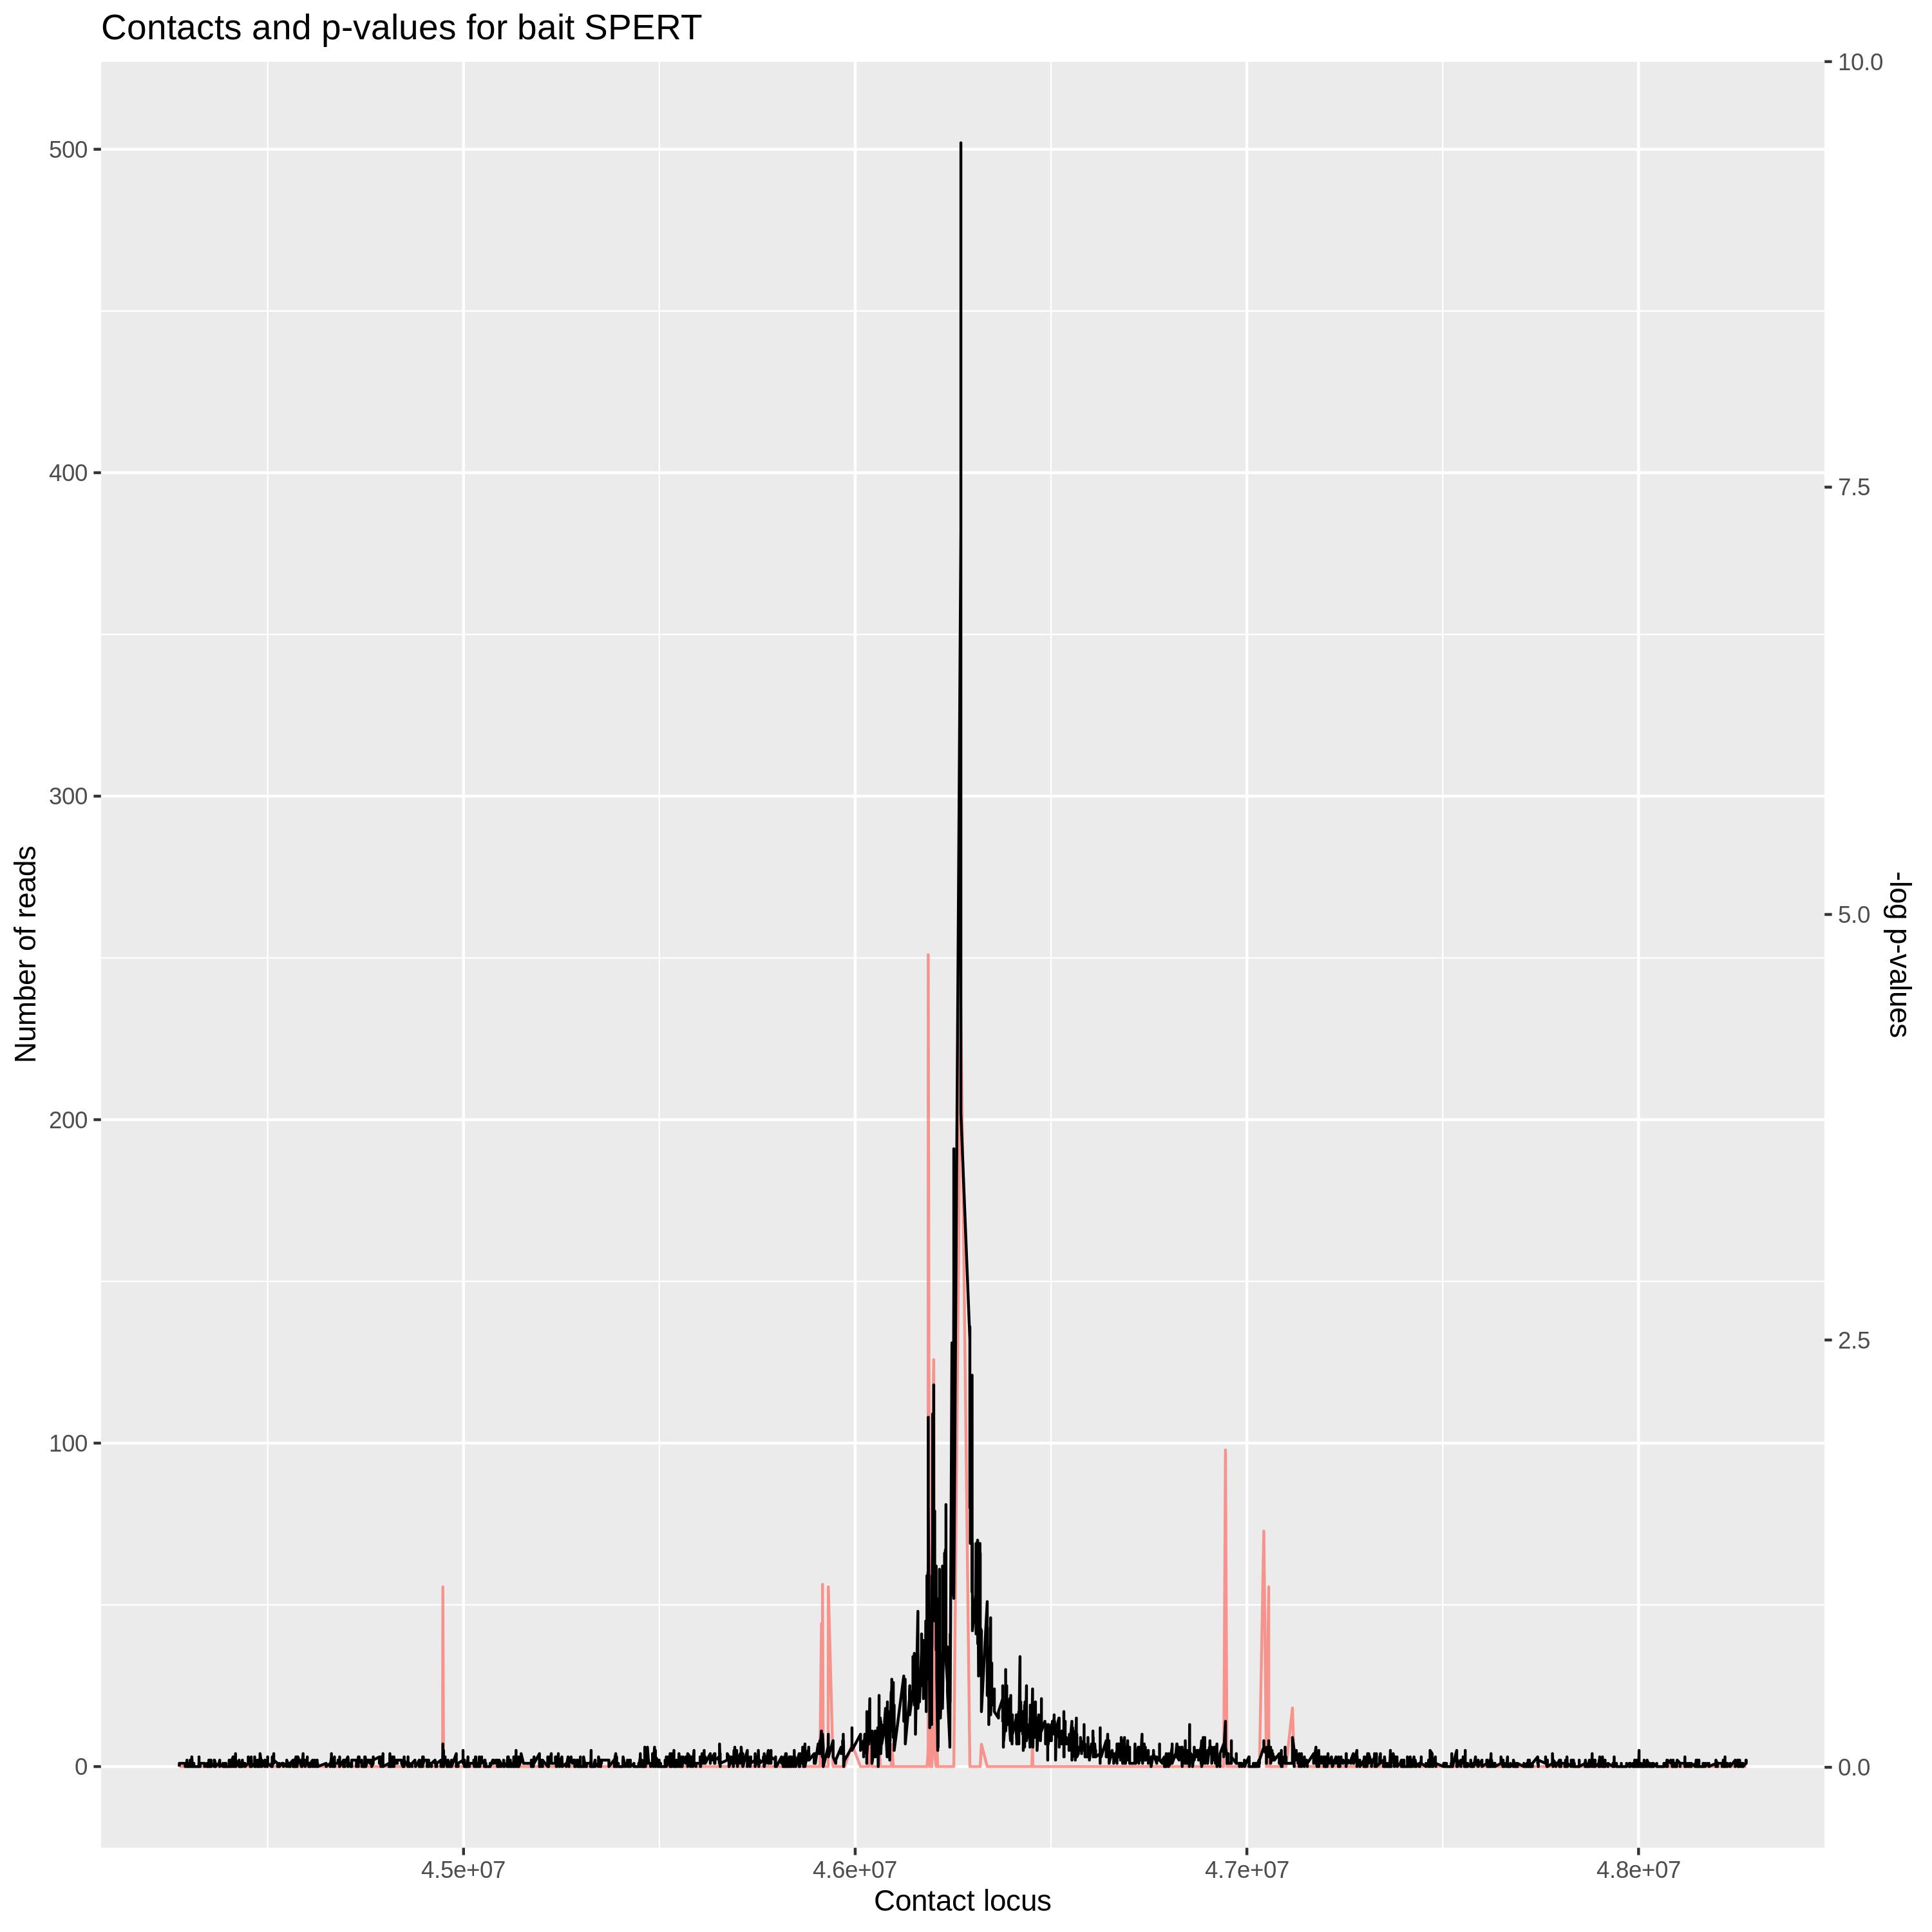 Contacts and p-values for bait SPERT
10.0
500
400
7.5
300
Number of reads
5.0
-log p-values
200
2.5
100
0
0.0
4.5e+07
4.6e+07
4.7e+07
4.8e+07
Contact locus